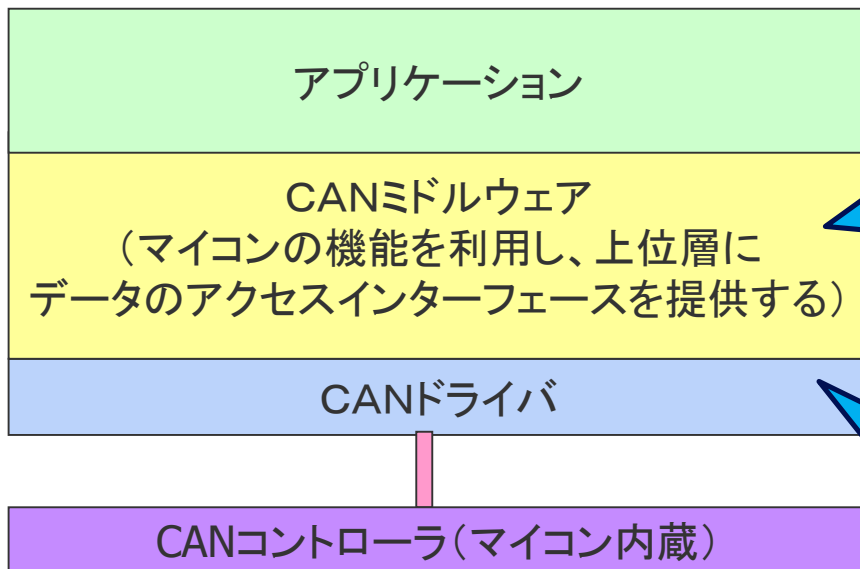 アプリケーション
CANミドルウェア
（マイコンの機能を利用し、上位層に
データのアクセスインターフェースを提供する）
CANドライバ
CANコントローラ（マイコン内蔵）